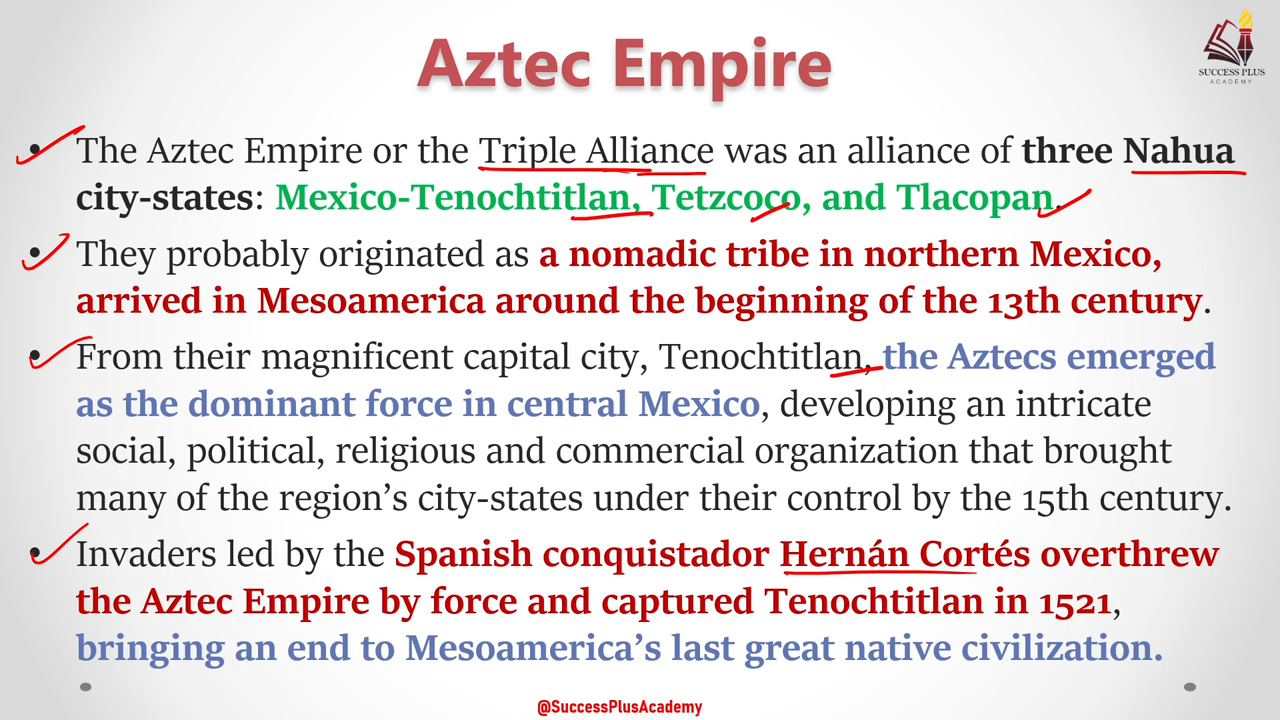 Aztec Empire
SUCCESS PLUS
ACADEMY
• The Aztec Empire or the Triple Alliance was an alliance of three Nahua
city-states: Mexico-Tenochtitlan, Tetzcoco, and Tlacopan.
• They probably originated as a nomadic tribe in northern Mexico,
arrived in Mesoamerica around the beginning of the 13th century.
• From their magnificent capital city, Tenochtitlan, the Aztecs emerged
as the dominant force in central Mexico, developing an intricate
social, political, religious and commercial organization that brought
many of the region’s city-states under their control by the 15th century.
• Invaders led by the Spanish conquistador Hernán Cortés overthrew
the Aztec Empire by force and captured Tenochtitlan in 1521,
bringing an end to Mesoamerica’s last great native civilization.
@SuccessPlusAcademy